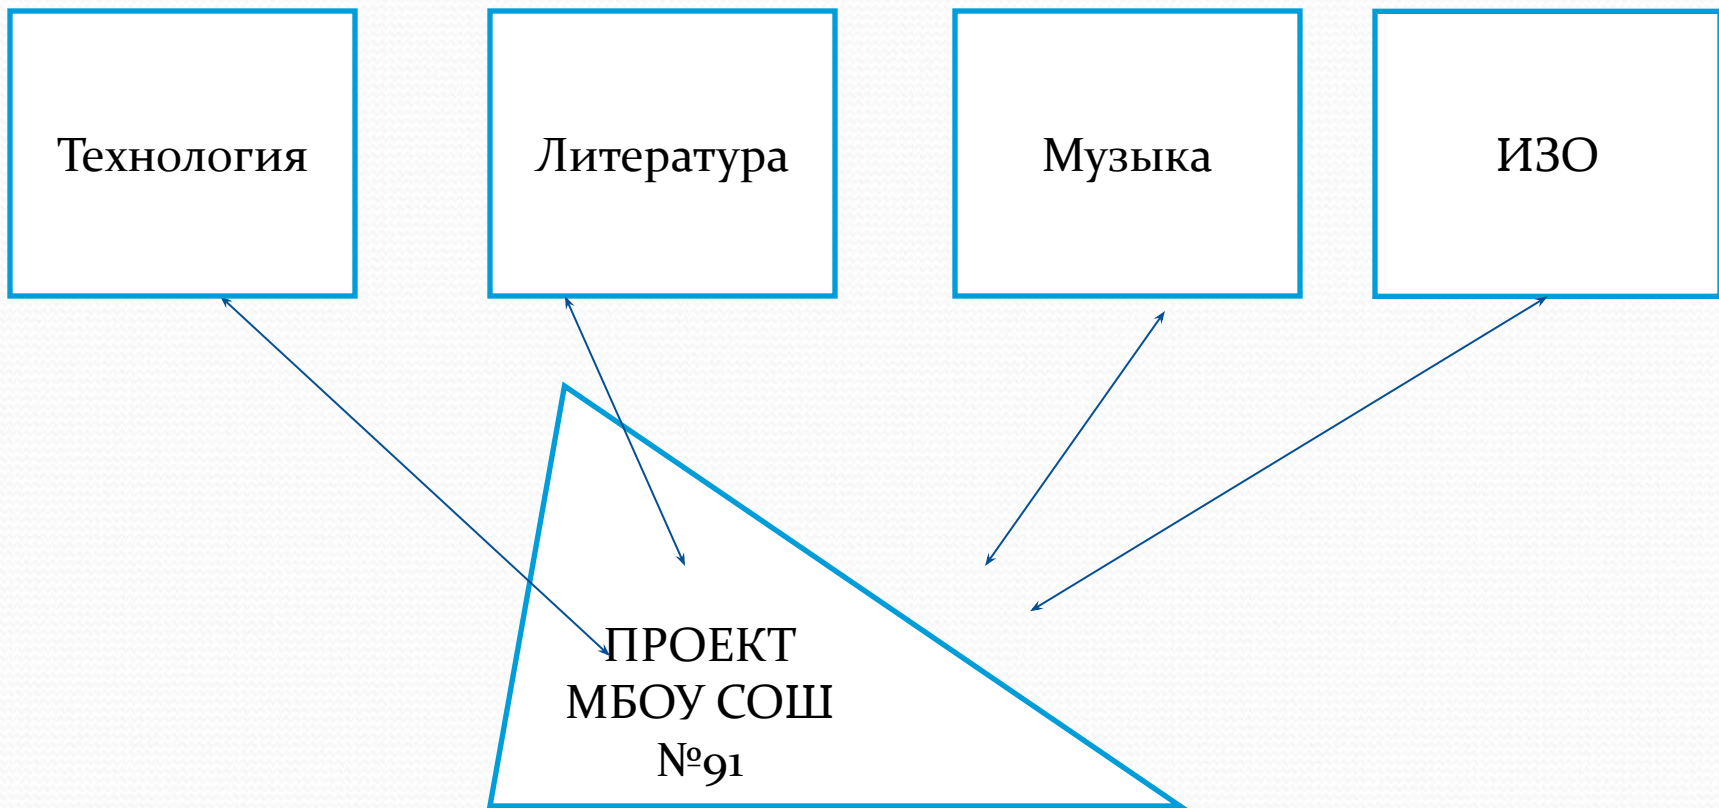 Технология
Литература
Музыка
ИЗО
ПРОЕКТ
МБОУ СОШ
№91